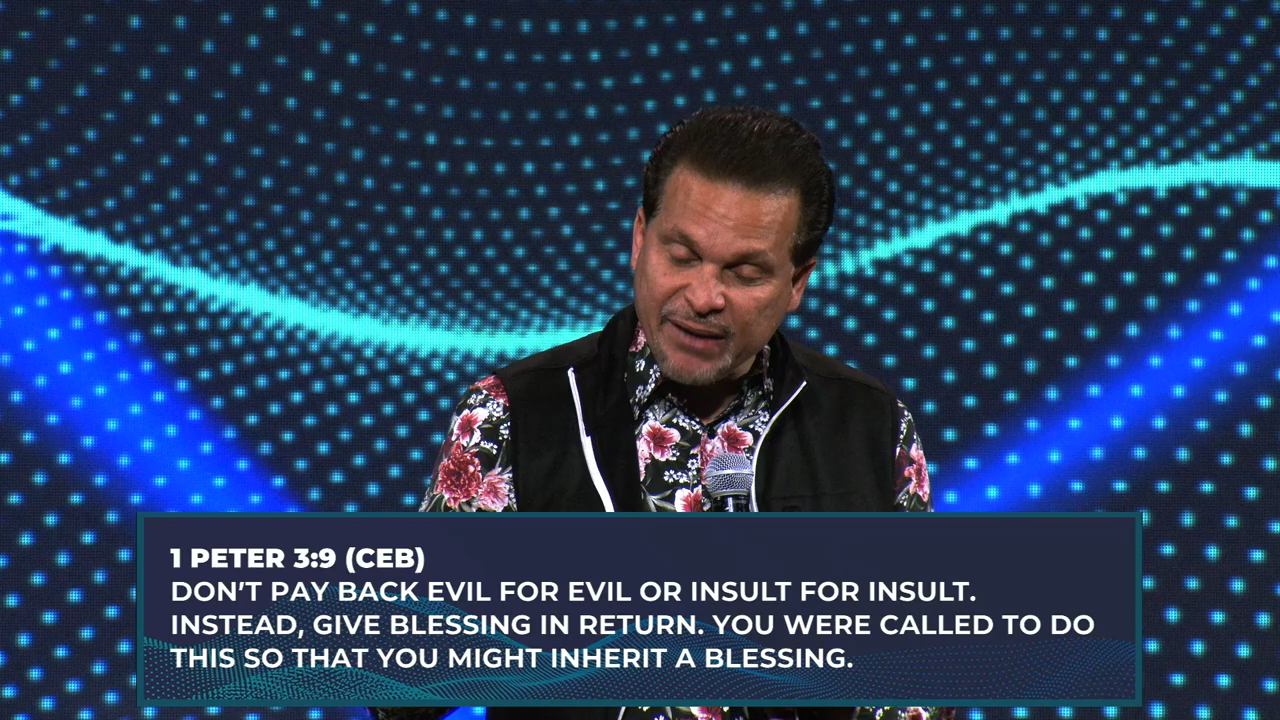 1 PETER 3:9 (CEB)
DON'T PAY BACK EVIL FOR EVIL OR INSULT FOR INSULT.
INSTEAD, GIVE BLESSING IN RETURN. YOU WERE CALLED TO DO
THIS SO THAT YOU MIGHT INHERIT A BLESSING.